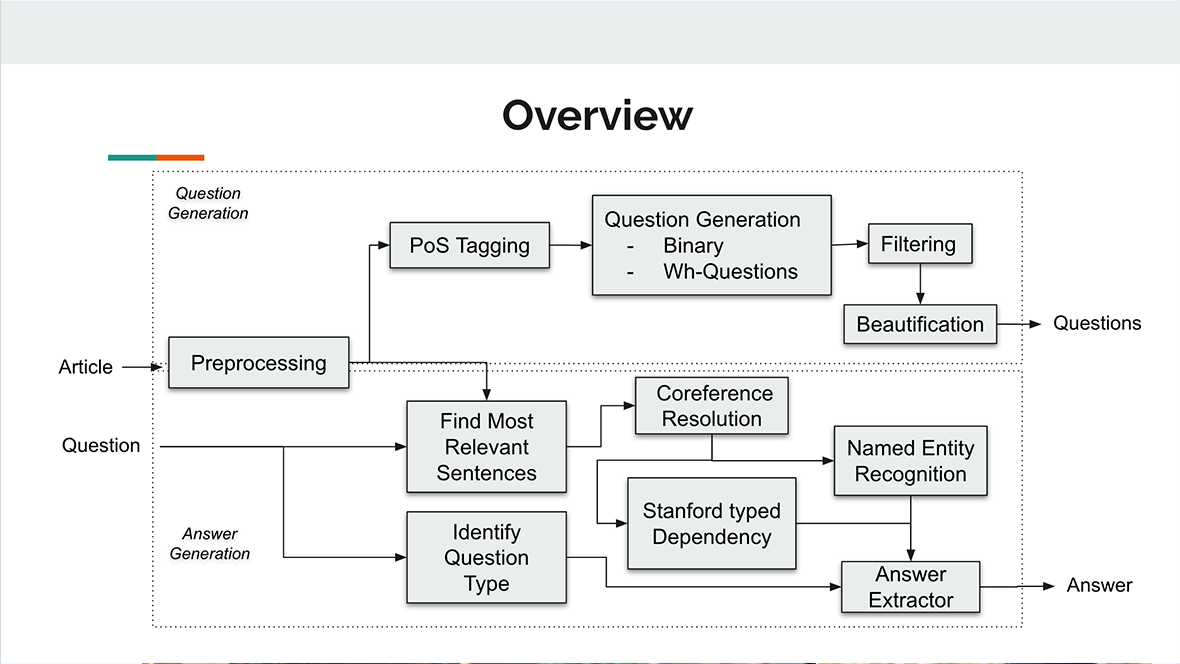 Overview
Question
Generation
PoS Tagging
Question Generation
- Binary
- Wh-Questions
Filtering
Beautification
Questions
Article
Preprocessing
Question
Find Most
Relevant
Sentences
Coreference
Resolution
Named Entity
Recognition
Stanford typed
Dependency
Answer
Generation
Identify
Question
Type
Answer
Extractor
Answer